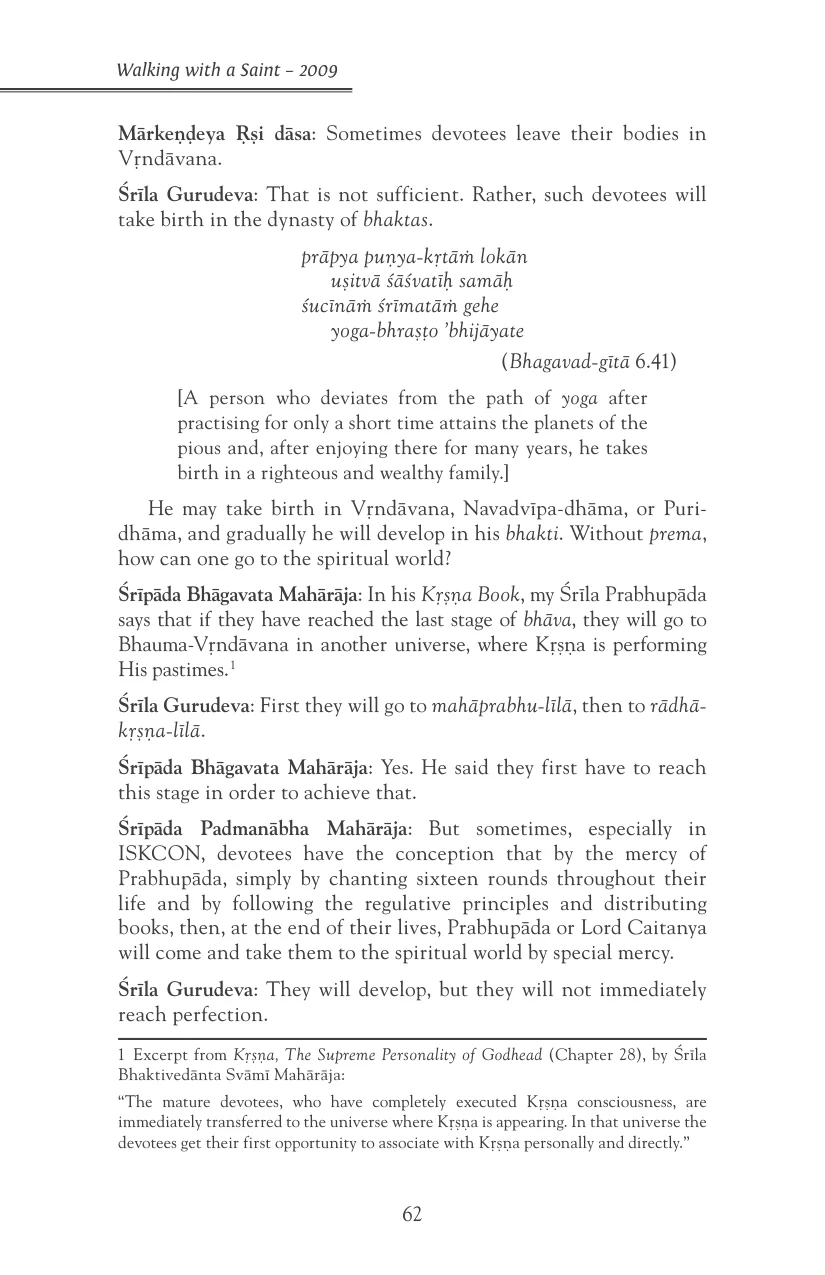 Walking with a Saint – 2009
Mārkeṇḍeya Ṛṣi dāsa: Sometimes devotees leave their bodies in
Vṛndāvana.
Śrīla Gurudeva: That is not sufficient. Rather, such devotees will
take birth in the dynasty of bhaktas.
prāpya puṇya-kṛtāṁ lokān
uṣitvā śāśvatīḥ samāḥ
śucīnāṁ śrīmatāṁ gehe
yoga-bhraṣṭo ’bhijāyate
(Bhagavad-gītā 6.41)
[A person who deviates from the path of yoga after
practising for only a short time attains the planets of the
pious and, after enjoying there for many years, he takes
birth in a righteous and wealthy family.]
He may take birth in Vṛndāvana, Navadvīpa-dhāma, or Puri-
dhāma, and gradually he will develop in his bhakti. Without prema,
how can one go to the spiritual world?
Śrīpāda Bhāgavata Mahārāja: In his Kṛṣṇa Book, my Śrīla Prabhupāda
says that if they have reached the last stage of bhāva, they will go to
Bhauma-Vṛndāvana in another universe, where Kṛṣṇa is performing
His pastimes.1
Śrīla Gurudeva: First they will go to mahāprabhu-līlā, then to rādhā-
kṛṣṇa-līlā.
Śrīpāda Bhāgavata Mahārāja: Yes. He said they first have to reach
this stage in order to achieve that.
Śrīpāda Padmanābha Mahārāja: But sometimes, especially in
ISKCON, devotees have the conception that by the mercy of
Prabhupāda, simply by chanting sixteen rounds throughout their
life and by following the regulative principles and distributing
books, then, at the end of their lives, Prabhupāda or Lord Caitanya
will come and take them to the spiritual world by special mercy.
Śrīla Gurudeva: They will develop, but they will not immediately
reach perfection.
1 Excerpt from Kṛṣṇa, The Supreme Personality of Godhead (Chapter 28), by Śrīla
Bhaktivedānta Svāmī Mahārāja:
“The mature devotees, who have completely executed Kṛṣṇa consciousness, are
immediately transferred to the universe where Kṛṣṇa is appearing. In that universe the
devotees get their first opportunity to associate with Kṛṣṇa personally and directly.”
62